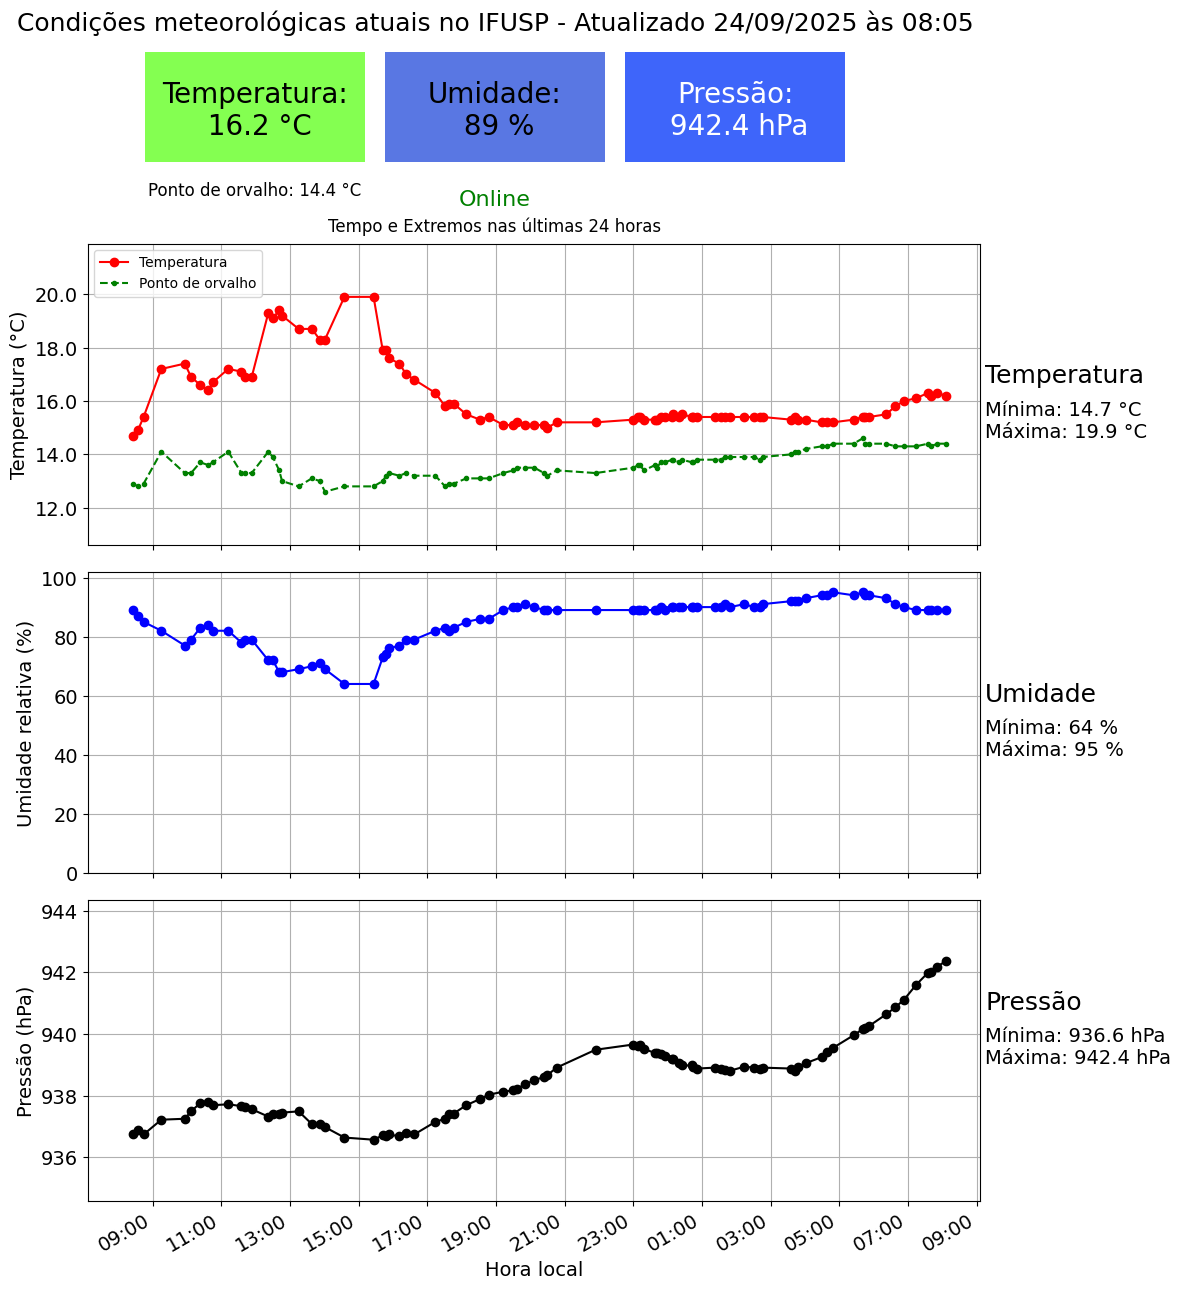 Condições meteorológicas atuais no IFUSP - Atualizado 24/09/2025 às 08:05
Temperatura:
16.2 °C
Umidade:
89 %
Pressão:
942.4 hPa
Ponto de orvalho: 14.4 °C
Online
Tempo e Extremos nas últimas 24 horas
Temperatura
Ponto de orvalho
Temperatura (°C)
20.0
18.0
16.0
14.0
12.0
Temperatura
Mínima: 14.7 °C
Máxima: 19.9 °C
Umidade relativa (%)
100
80
60
40
20
0
Umidade
Mínima: 64 %
Máxima: 95 %
Pressão (hPa)
944
942
940
938
936
Pressão
Mínima: 936.6 hPa
Máxima: 942.4 hPa
09:00
11:00
13:00
15:00
17:00
19:00
21:00
23:00
01:00
03:00
05:00
07:00
09:00
Hora local